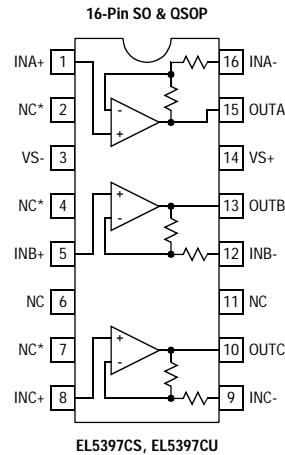 16-Pin SO & QSOP
INA+ 1 16 INA-
NC* 2 15 OUTA
- +
VS- 3 14 VS+
NC* 4 13 OUTB
+ -
INB+ 5 12 INB-
NC 6 11 NC
NC* 7 10 OUTC
+ -
INC+ 8 9 INC-
EL5397CS, EL5397CU